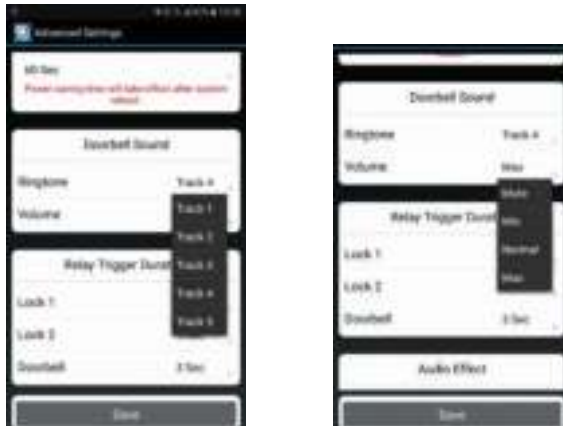 Advanced Settings
60 Sec
Power saving time will take effect after system
reboot
Doorbell Sound
Ringtone Track 4
Volume
Track 1
Track 2
Track 3
Track 4
Track 5
Relay Trigger Durat
Lock 1
Lock 2
Doorbell 3 Sec
Save
Doorbell Sound
Ringtone Track 4
Volume Max
Mute
Min
Normal
Max
Relay Trigger Dura
Lock 1
Lock 2
Doorbell 3 Sec
Audio Effect
Save